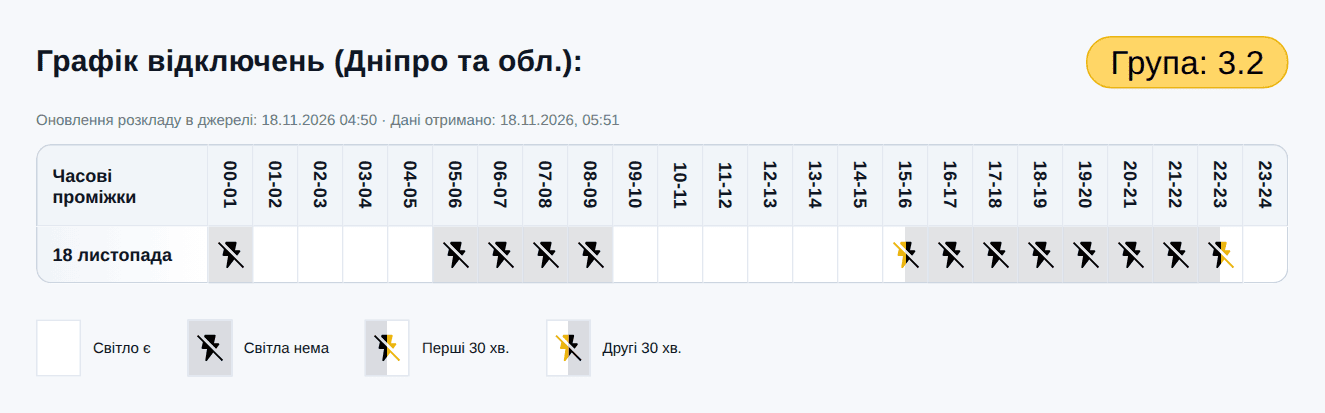 Графік відключень (Дніпро та обл.):
Група: 3.2
Оновлення розкладу в джерелі: 18.11.2026 04:50 · Дані отримано: 18.11.2026, 05:51
Часові
проміжки
00-01
01-02
02-03
03-04
04-05
05-06
06-07
07-08
08-09
09-10
10-11
11-12
12-13
13-14
14-15
15-16
16-17
17-18
18-19
19-20
20-21
21-22
22-23
23-24
18 листопада
Світло є
Світла нема
Перші 30 хв.
Другі 30 хв.